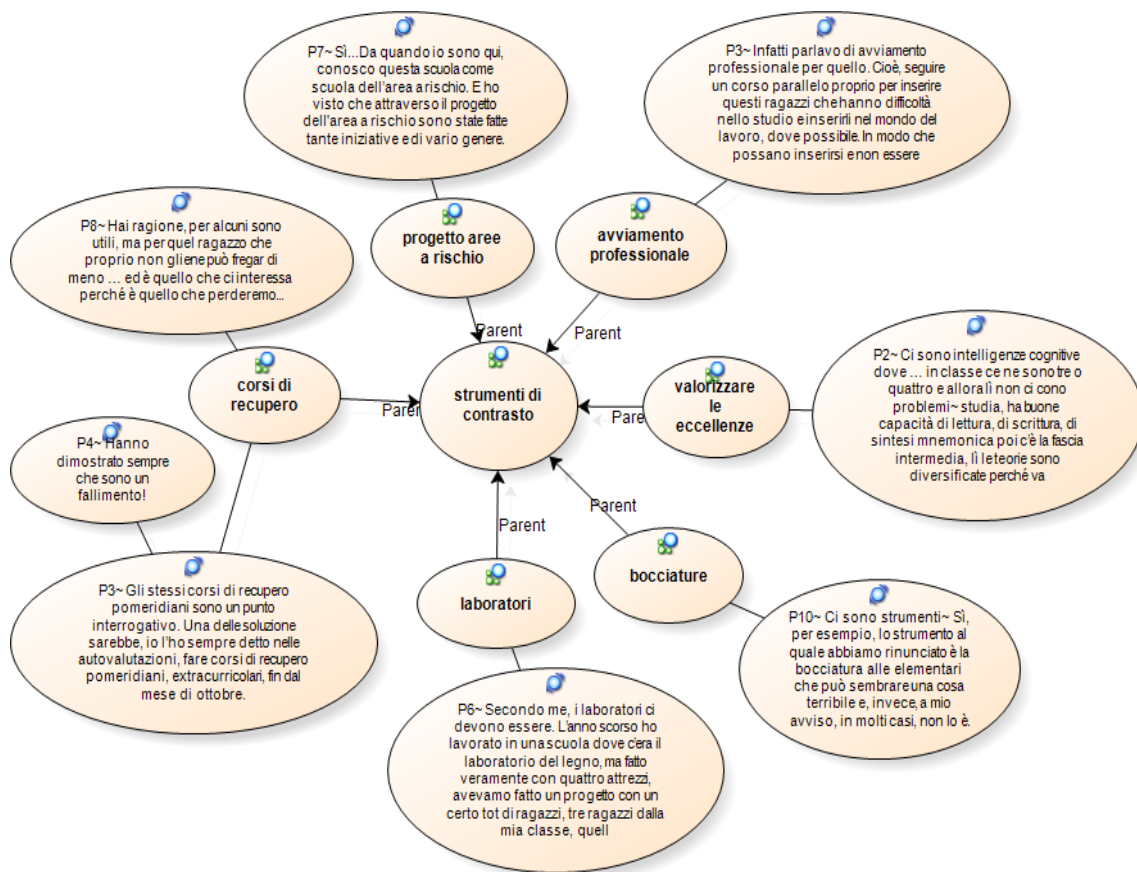 P7~ Sì...Da quando io sono qui,
conosco questa scuola come
scuola dell'area a rischio. E ho
visto che attraverso il progetto
dell'area a rischio sono state fatte
tante iniziative e di vario genere.
P3~ Infatti parlavo di avviamento
professionale per quello. Cioè, seguire
un corso parallelo proprio per inserire
questi ragazzi che hanno difficoltà
nello studio e inserirli nel mondo del
lavoro, dove possibile. In modo che
possano inserirsi e non essere
P8~ Hai ragione, per alcuni sono
utili, ma per quel ragazzo che
proprio non gliene può fregar di
meno ... ed è quello che ci interessa
perché è quello che perderemo...
progetto aree
a rischio
avviamento
professionale
Parent
Parent
corsi di
recupero
Parent
strumenti di
contrasto
Parent
valorizzare
le
eccellenze
P2~ Ci sono intelligenze cognitive
dove ... in classe ce ne sono tre o
quattro e allora lì non ci cono
problemi~ studia, ha buone
capacità di lettura, di scrittura, di
sintesi mnemonica poi c'è la fascia
intermedia, lì le teorie sono
diversificate perché va
P4~ Hanno
dimostrato sempre
che sono un
fallimento!
Parent
Parent
P3~ Gli stessi corsi di recupero
pomeridiani sono un punto
interrogativo. Una delle soluzione
sarebbe, io l'ho sempre detto nelle
autovalutazioni, fare corsi di recupero
pomeridiani, extracurricolari, fin dal
mese di ottobre.
laboratori
bocciature
P10~ Ci sono strumenti~ Sì,
per esempio, lo strumento al
quale abbiamo rinunciato è la
bocciatura alle elementari
che può sembrare una cosa
terribile e, invece, a mio
avviso, in molti casi, non lo è.
P6~ Secondo me, i laboratori ci
devono essere. L'anno scorso ho
lavorato in una scuola dove c'era il
laboratorio del legno, ma fatto
veramente con quattro attrezzi,
avevamo fatto un progetto con un
certo tot di ragazzi, tre ragazzi dalla
mia classe, quell